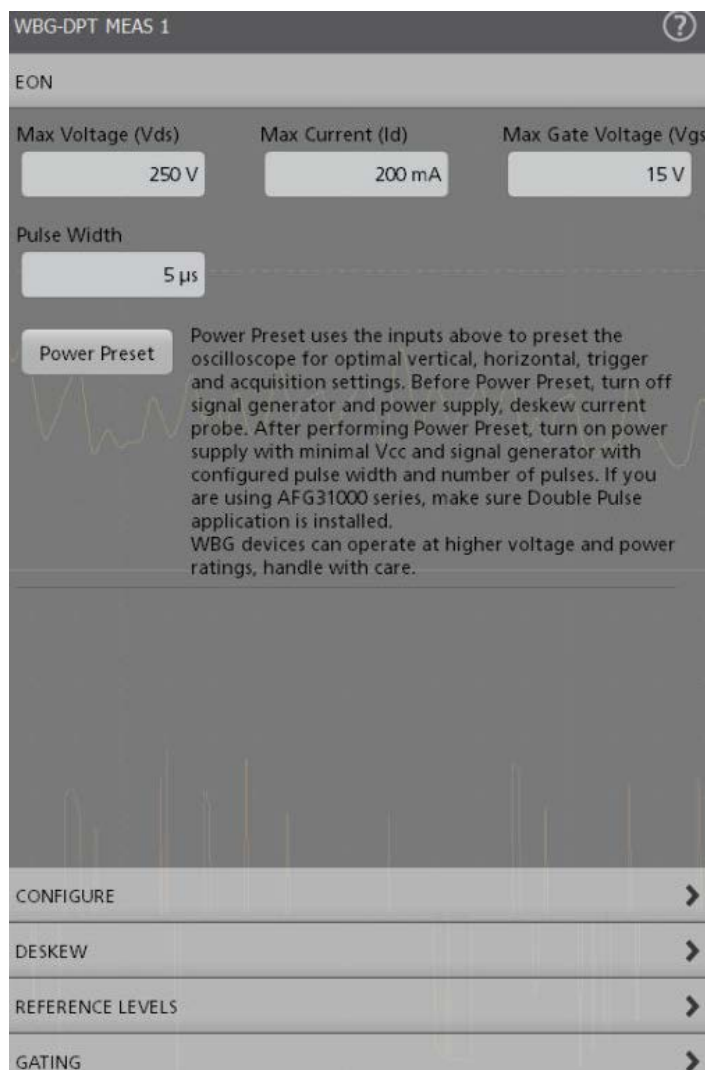 WBG-DPT MEAS 1
?
EON
Max Voltage (Vds) Max Current (Id) Max Gate Voltage (Vgs
250 V 200 mA 15 V
Pulse Width
5 µs
Power Preset
Power Preset uses the inputs above to preset the
oscilloscope for optimal vertical, horizontal, trigger
and acquisition settings. Before Power Preset, turn off
signal generator and power supply, deskew current
probe. After performing Power Preset, turn on power
supply with minimal Vcc and signal generator with
configured pulse width and number of pulses. If you
are using AFG31000 series, make sure Double Pulse
application is installed.
WBG devices can operate at higher voltage and power
ratings, handle with care.
CONFIGURE
DESKEW
REFERENCE LEVELS
GATING